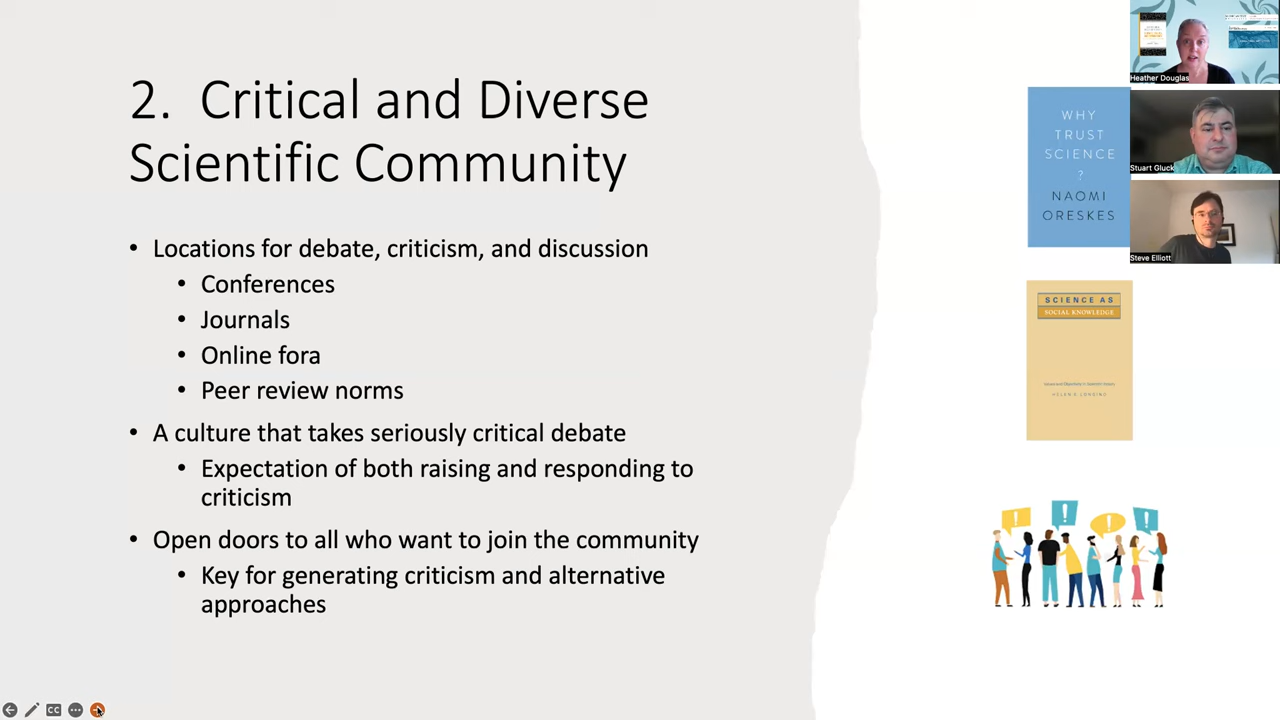 2. Critical and Diverse
Scientific Community
• Locations for debate, criticism, and discussion
• Conferences
• Journals
• Online fora
• Peer review norms
• A culture that takes seriously critical debate
• Expectation of both raising and responding to
criticism
• Open doors to all who want to join the community
• Key for generating criticism and alternative
approaches
WHY
TRUST
SCIENCE
?
NAOMI
ORESKES
SCIENCE AS
SOCIAL KNOWLEDGE
HELEN E. LONGINO
Heather Douglas
Stuart Gluck
Steve Elliott
CC